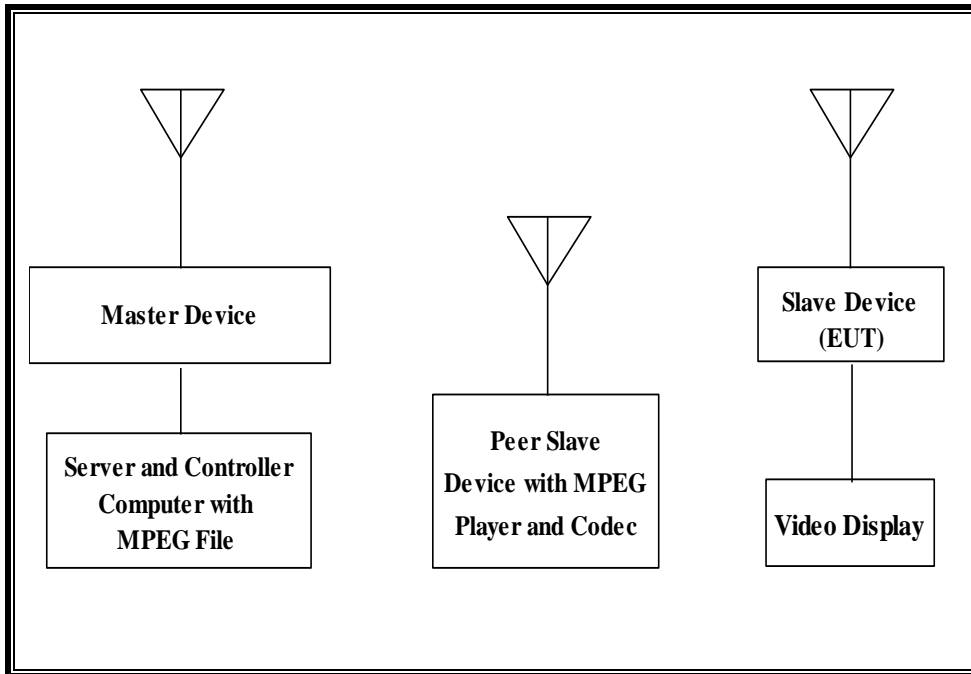 Master Device
Server and Controller
Computer with
MPEG File
Peer Slave
Device with MPEG
Player and Codec
Slave Device
(EUT)
Video Display